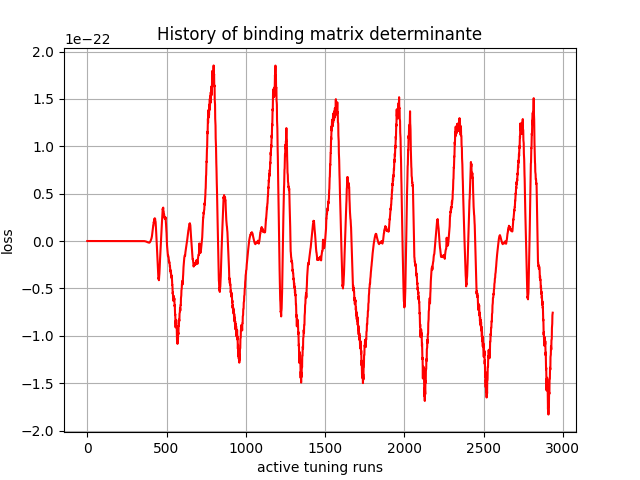 History of binding matrix determinante
1e−22
2.0
1.5
1.0
0.5
0.0
−0.5
−1.0
−1.5
−2.0
loss
0 500 1000 1500 2000 2500 3000
active tuning runs